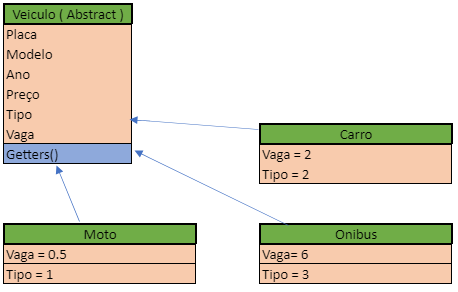 Veiculo ( Abstract )
Placa
Modelo
Ano
Preço
Tipo
Vaga
Getters()
Carro
Vaga = 2
Tipo = 2
Moto
Vaga = 0.5
Tipo = 1
Onibus
Vaga= 6
Tipo = 3